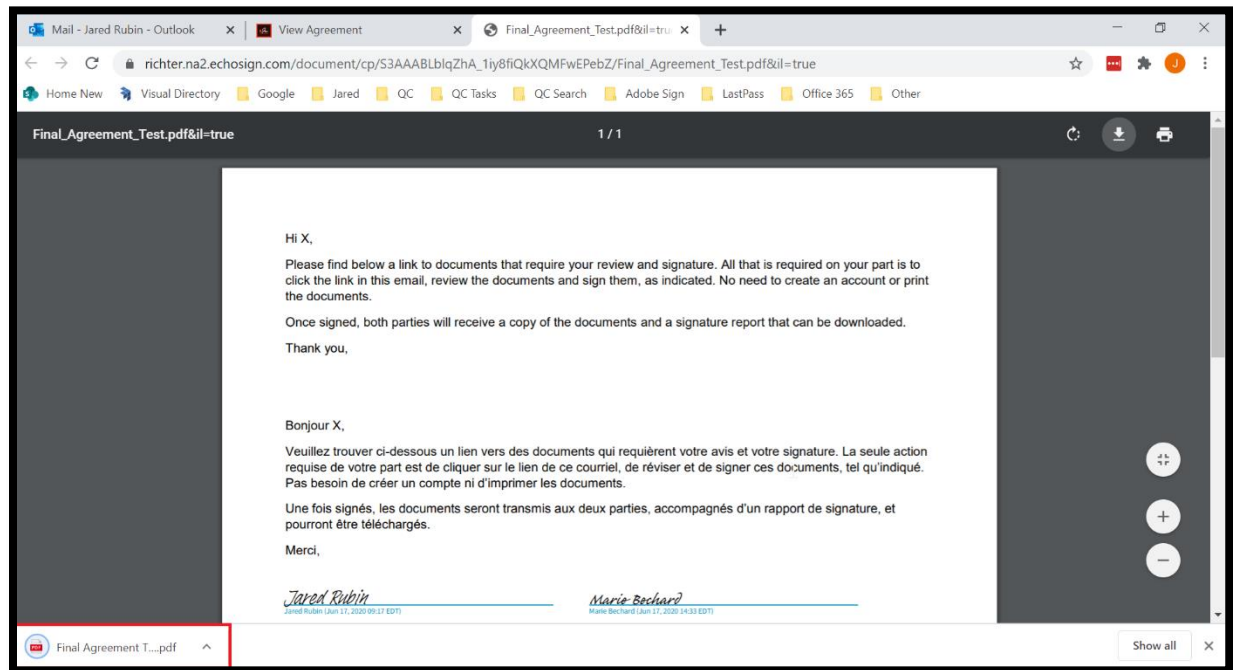 Mail - Jared Rubin - Outlook
View Agreement
Final_Agreement_Test.pdf&il=tru
richter.na2.echosign.com/document/cp/S3AAABLblqZhA_1iy8fiQkXQMFwEPebZ/Final_Agreement_Test.pdf&il=true
J
Home New Visual Directory Google Jared QC QC Tasks QC Search Adobe Sign LastPass Office 365 Other
Final_Agreement_Test.pdf&il=true
1 / 1
Hi X,
Please find below a link to documents that require your review and signature. All that is required on your part is to
click the link in this email, review the documents and sign them, as indicated. No need to create an account or print
the documents.
Once signed, both parties will receive a copy of the documents and a signature report that can be downloaded.
Thank you,
Bonjour X,
Veuillez trouver ci-dessous un lien vers des documents qui requièrent votre avis et votre signature. La seule action
requise de votre part est de cliquer sur le lien de ce courriel, de réviser et de signer ces documents, tel qu'indiqué.
Pas besoin de créer un compte ni d'imprimer les documents.
Une fois signés, les documents seront transmis aux deux parties, accompagnés d'un rapport de signature, et
pourront être téléchargés.
Merci,
Jared Rubin
Jared Rubin (Jun 17, 2020 09:17 EDT)
Marie Bechard
Marie Bechard (Jun 17, 2020 14:33 EDT)
PDF
Final Agreement T....pdf
Show all